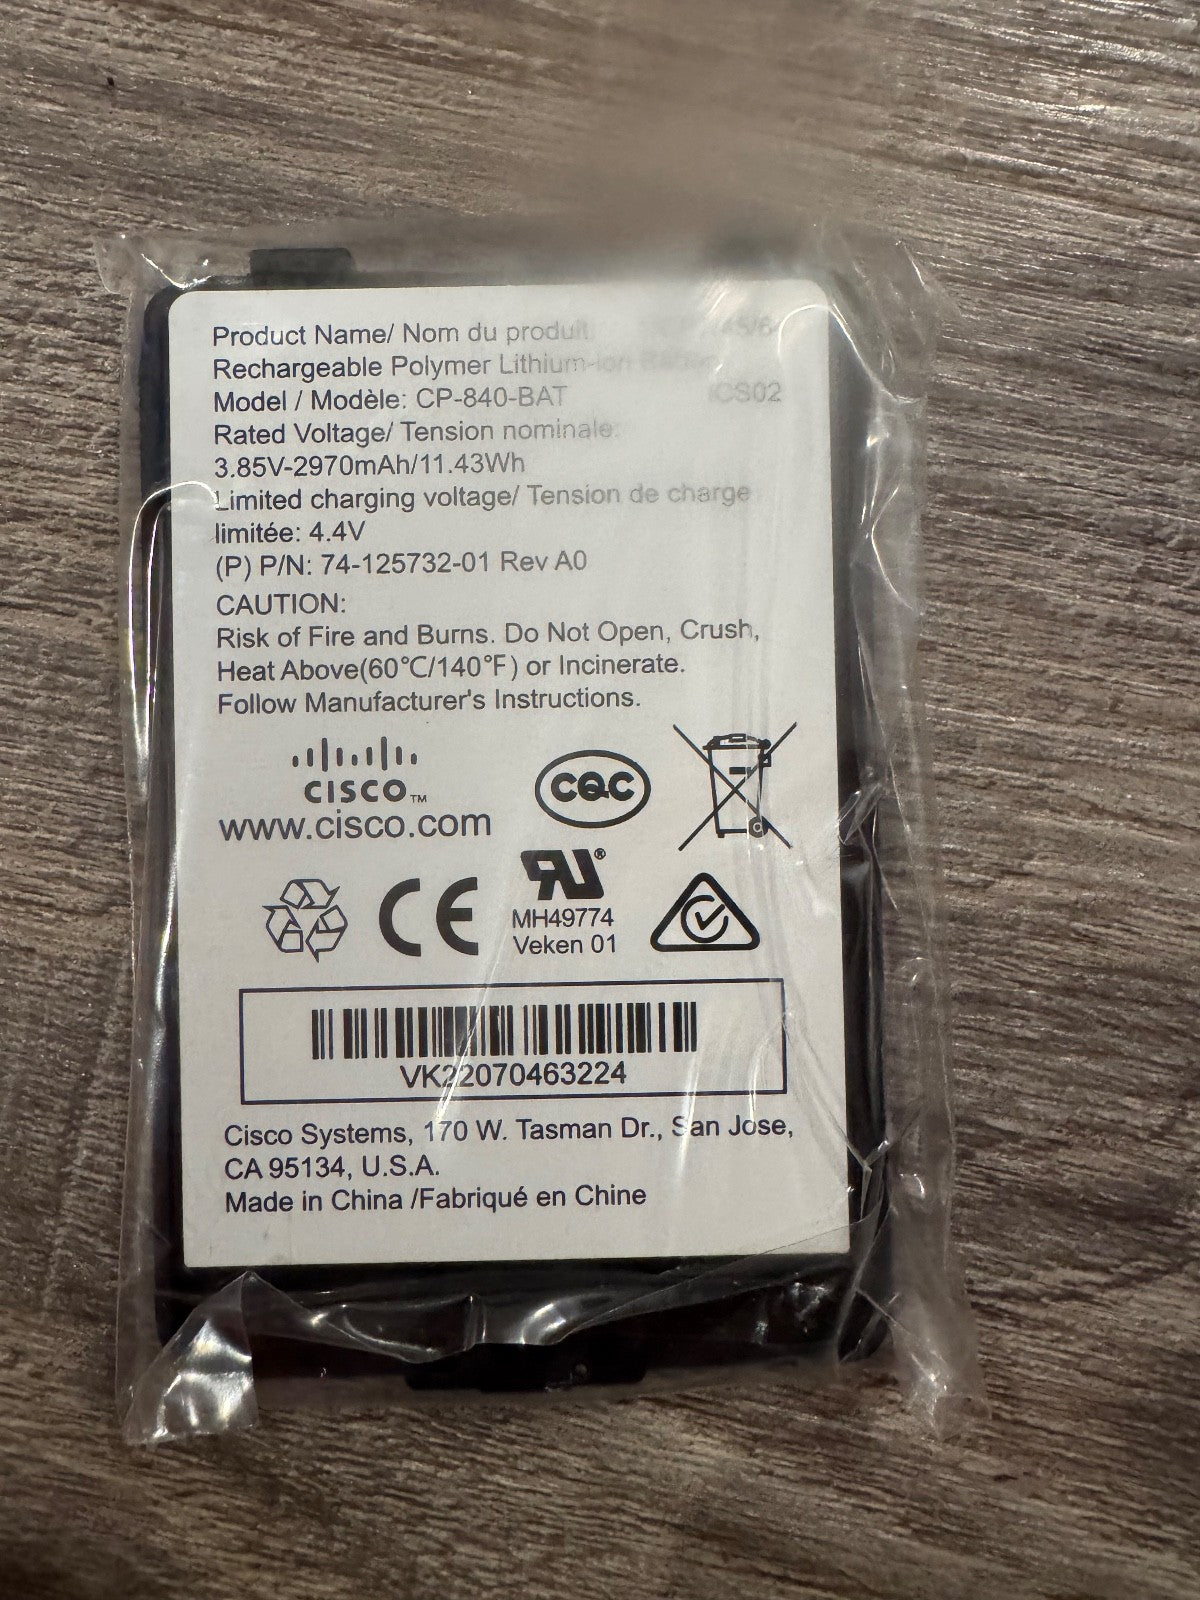 Product Name/ Nom du produit
Rechargeable Polymer Lithium-ion
Model / Modèle: CP-840-BAT
Rated Voltage/ Tension nominale:
3.85V-2970mAh/11.43Wh
Limited charging voltage/ Tension de charge
limitée: 4.4V
(P) P/N: 74-125732-01 Rev A0
CAUTION:
Risk of Fire and Burns. Do Not Open, Crush,
Heat Above(60℃/140℉) or Incinerate.
Follow Manufacturer's Instructions.
CISCO™
www.cisco.com
CQC
CE
RU®
MH49774
Veken 01
VK22070463224
Cisco Systems, 170 W. Tasman Dr., San Jose,
CA 95134, U.S.A.
Made in China /Fabriqué en Chine